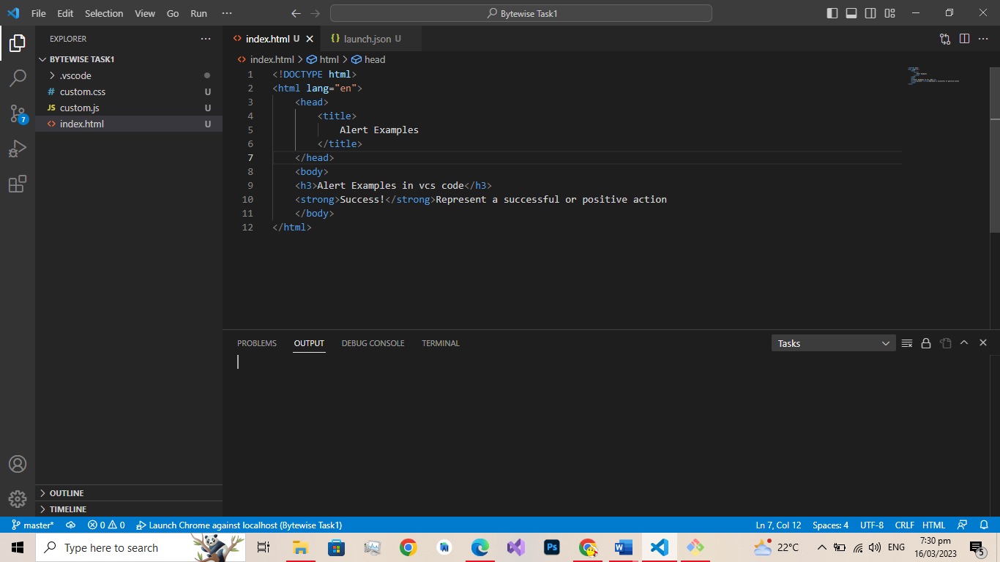 File Edit Selection View Go Run ··· Bytewise Task1
EXPLORER ···
BYTEWISE TASK1
.vscode
# custom.css U
JS custom.js U
<> index.html U
7
OUTLINE
TIMELINE
<> index.html U {} launch.json U
<> index.html > html > head
1 <!DOCTYPE html>
2 <html lang="en">
3 <head>
4 <title>
5 Alert Examples
6 </title>
7 </head>
8 <body>
9 <h3>Alert Examples in vcs code</h3>
10 <strong>Success!</strong>Represent a successful or positive action
11 </body>
12 </html>
PROBLEMS OUTPUT DEBUG CONSOLE TERMINAL Tasks
master* 0 0 Launch Chrome against localhost (Bytewise Task1) Ln 7, Col 12 Spaces: 4 UTF-8 CRLF HTML
Type here to search Ps W 22°C ENG 7:30 pm
16/03/2023 5